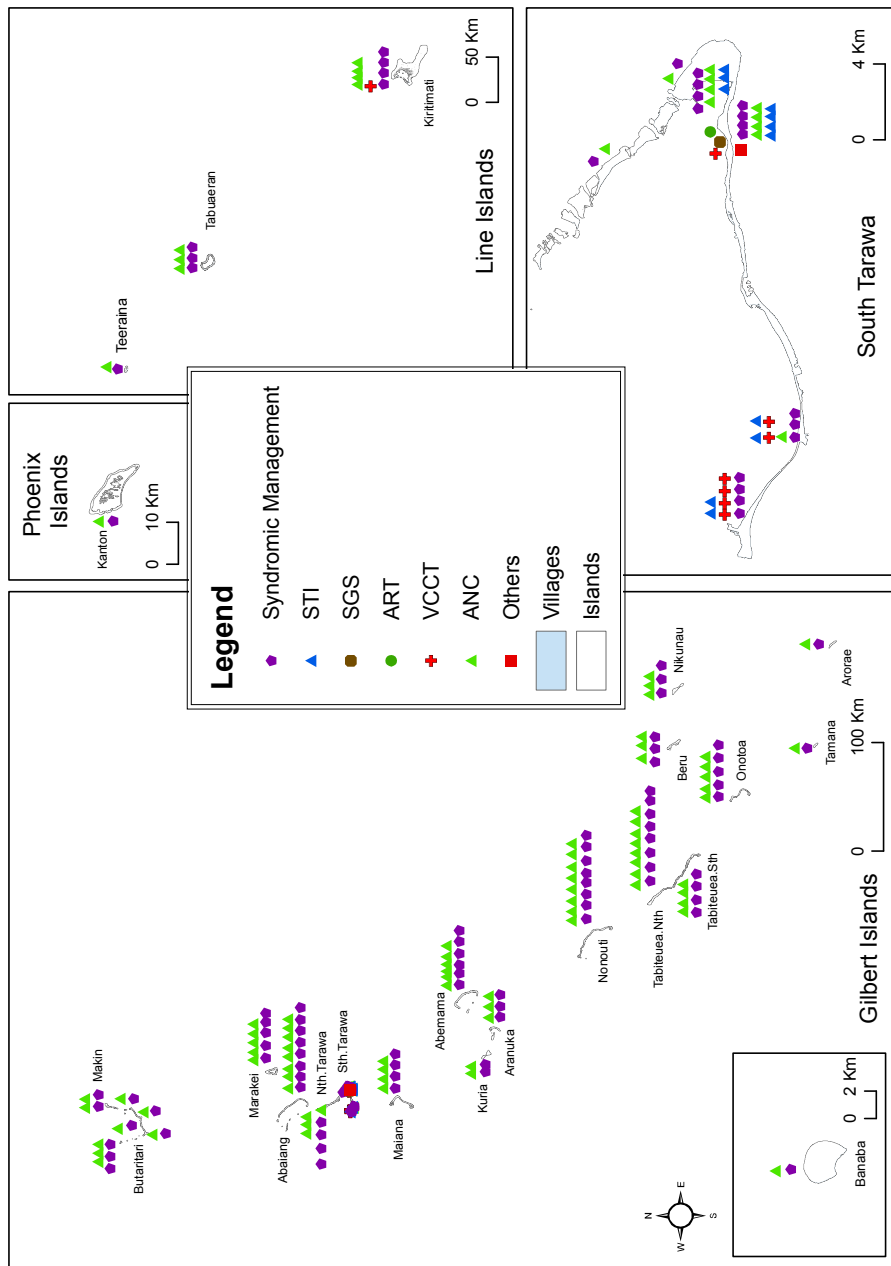 Makin
Butaritari
Marakei
Abaiang
Nth.Tarawa
Sth.Tarawa
Maiana
Abemama
Kuria
Aranuka
Nonouti
Tabiteuea.Nth
Tabiteuea.Sth
Beru
Nikunau
Onotoa
Tamana
Arorae
0 100 Km
Gilbert Islands
N
W E
S
Banaba
0 2 Km
Phoenix
Islands
Kanton
0 10 Km
Teeraina
Tabuaeran
Kiritimati
0 50 Km
Line Islands
Legend
Syndromic Management
STI
SGS
ART
VCCT
ANC
Others
Villages
Islands
0 4 Km
South Tarawa